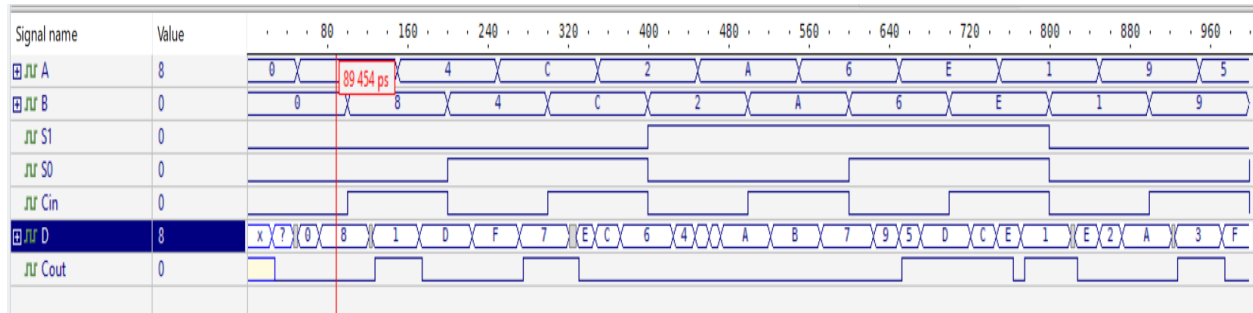 Signal name Value 80 160 240 320 400 480 560 640 720 800 880 960
A 8 0 4 C 2 A 6 E 1 9 5
89 454 ps
B 0 0 8 4 C 2 A 6 E 1 9
S1 0
S0 0
Cin 0
D 8 x ? 0 8 1 D F 7 E C 6 4 A B 7 9 5 D C E 1 E 2 A 3 F
Cout 0